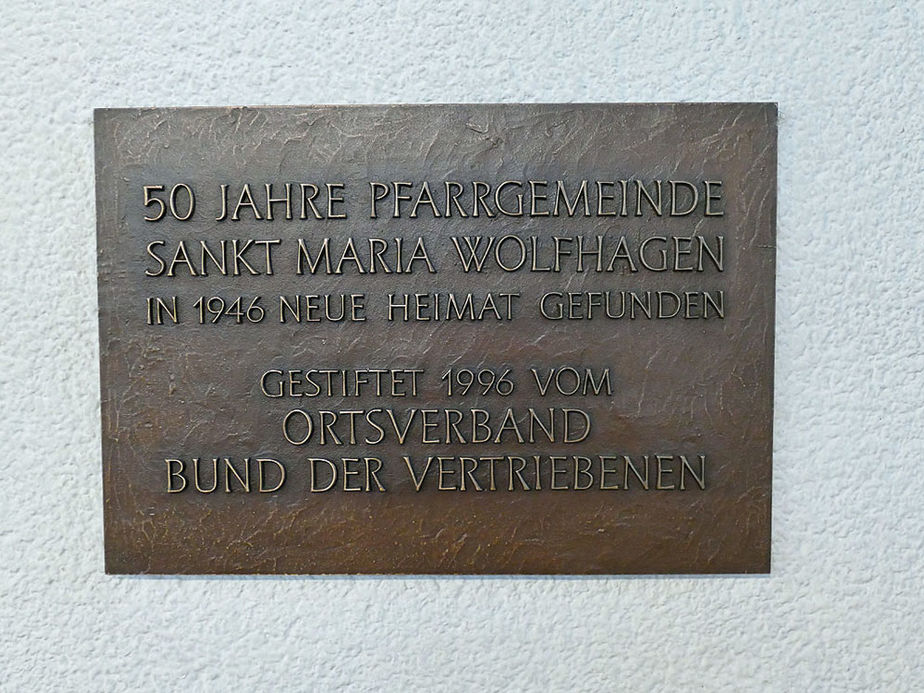 50 JAHRE PFARRGEMEINDE
SANKT MARIA WOLFHAGEN
IN 1946 NEUE HEIMAT GEFUNDEN
GESTIFTET 1996 VOM
ORTSVERBAND
BUND DER VERTRIEBENEN